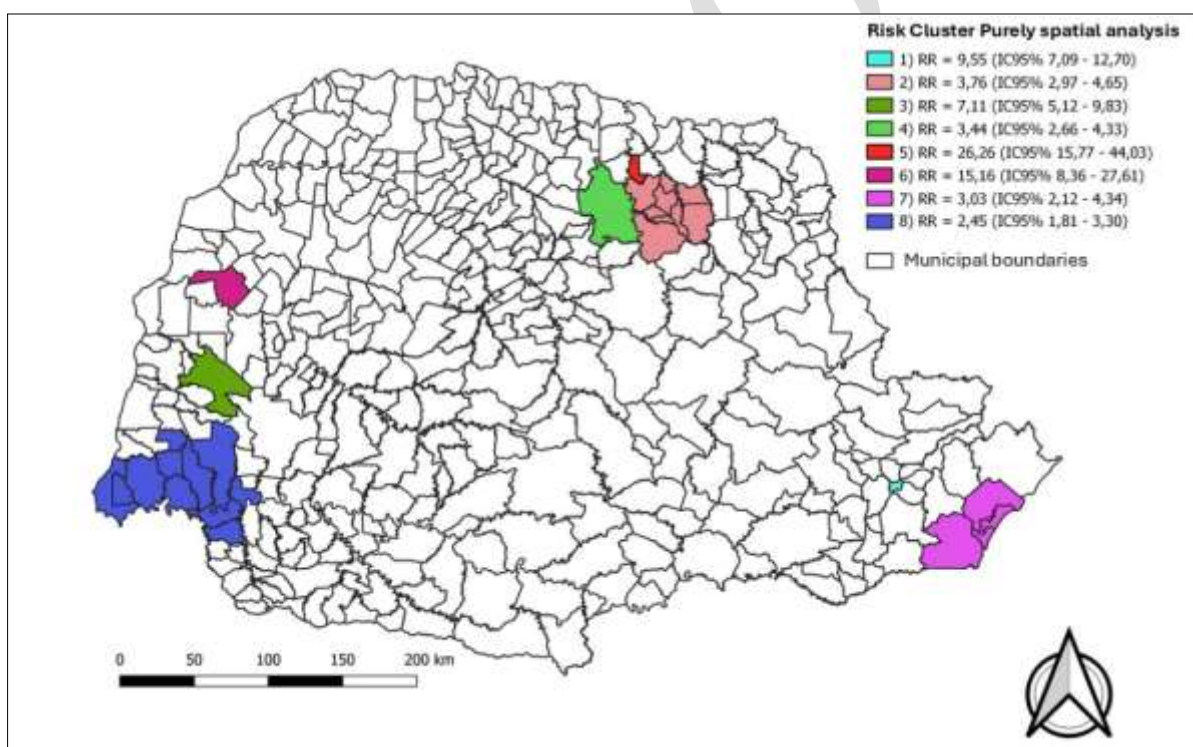 Risk Cluster Purely spatial analysis
1) RR = 9,55 (IC95% 7,09 - 12,70)
2) RR = 3,76 (IC95% 2,97 - 4,65)
3) RR = 7,11 (IC95% 5,12 - 9,83)
4) RR = 3,44 (IC95% 2,66 - 4,33)
5) RR = 26,26 (IC95% 15,77 - 44,03)
6) RR = 15,16 (IC95% 8,36 - 27,61)
7) RR = 3,03 (IC95% 2,12 - 4,34)
8) RR = 2,45 (IC95% 1,81 - 3,30)
Municipal boundaries
0 50 100 150 200 km